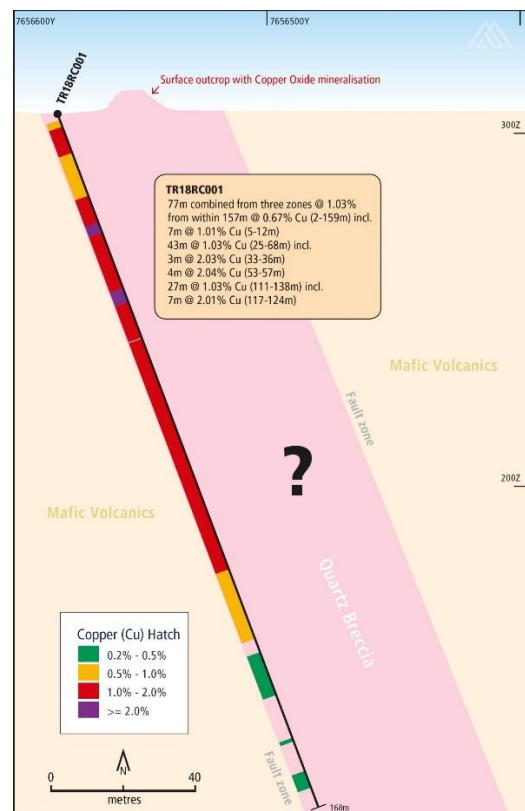 7656600Y
7656500Y
TR18RC001
Surface outcrop with Copper Oxide mineralisation
300Z
TR18RC001
77m combined from three zones @ 1.03%
from within 157m @ 0.67% Cu (2-159m) incl.
7m @ 1.01% Cu (5-12m)
43m @ 1.03% Cu (25-68m) incl.
3m @ 2.03% Cu (33-36m)
4m @ 2.04% Cu (53-57m)
27m @ 1.03% Cu (111-138m) incl.
7m @ 2.01% Cu (117-124m)
Mafic Volcanics
Fault zone
?
200Z
Mafic Volcanics
Quartz Breccia
Copper (Cu) Hatch
0.2% - 0.5%
0.5% - 1.0%
1.0% - 2.0%
>= 2.0%
N
0
40
metres
Fault zone
168m